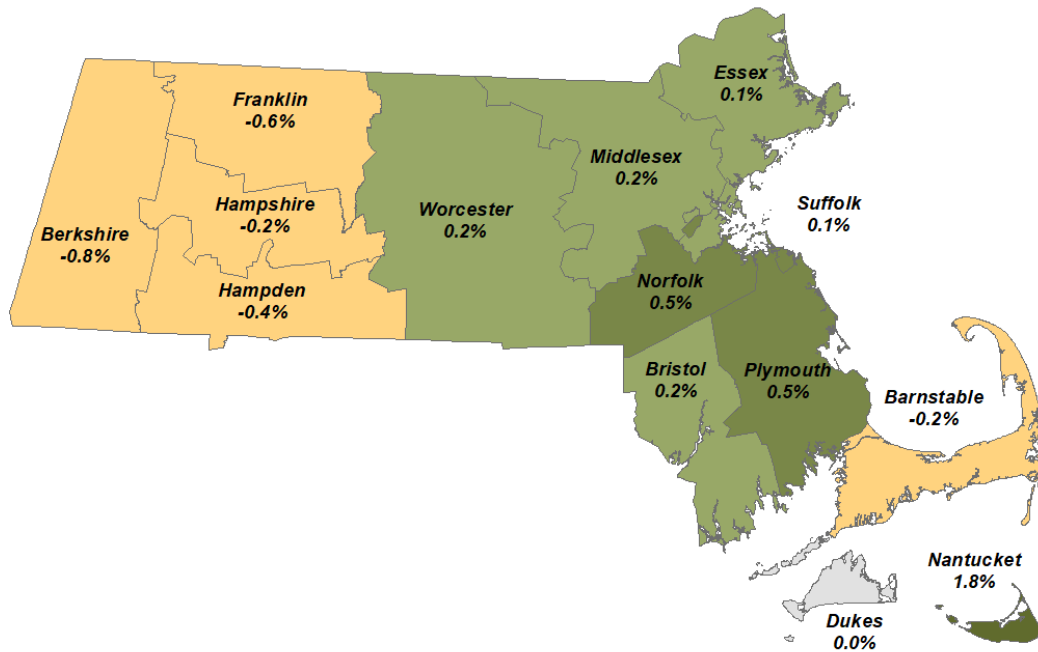 Essex
0.1%
Franklin
-0.6%
Middlesex
0.2%
Hampshire
-0.2%
Worcester
0.2%
Suffolk
0.1%
Berkshire
-0.8%
Norfolk
0.5%
Hampden
-0.4%
Bristol
0.2%
Plymouth
0.5%
Barnstable
-0.2%
Nantucket
1.8%
Dukes
0.0%